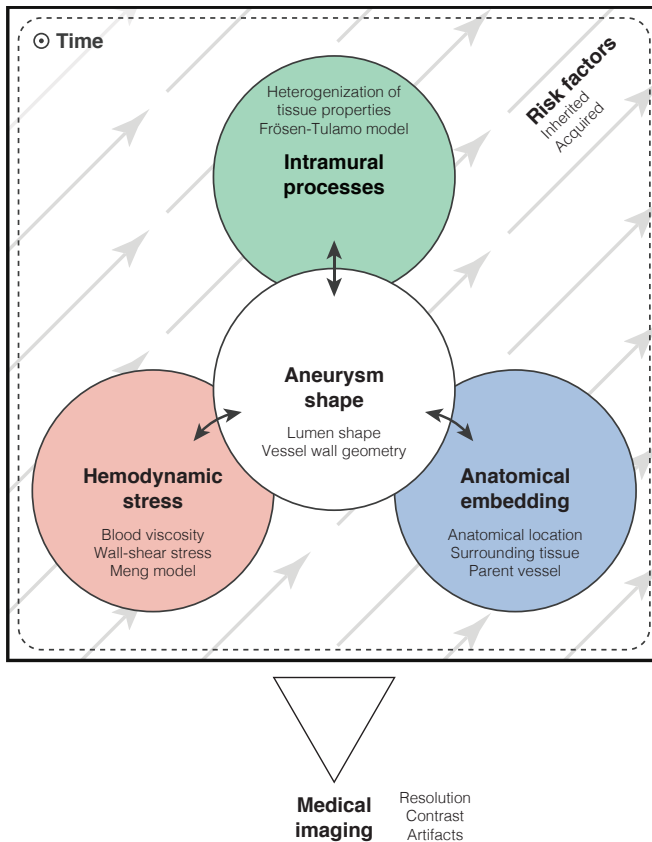 Time
Risk factors
Inherited
Acquired
Heterogenization of
tissue properties
Frösen-Tulamo model
Intramural
processes
Aneurysm
shape
Lumen shape
Vessel wall geometry
Hemodynamic
stress
Blood viscosity
Wall-shear stress
Meng model
Anatomical
embedding
Anatomical location
Surrounding tissue
Parent vessel
Medical
imaging
Resolution
Contrast
Artifacts